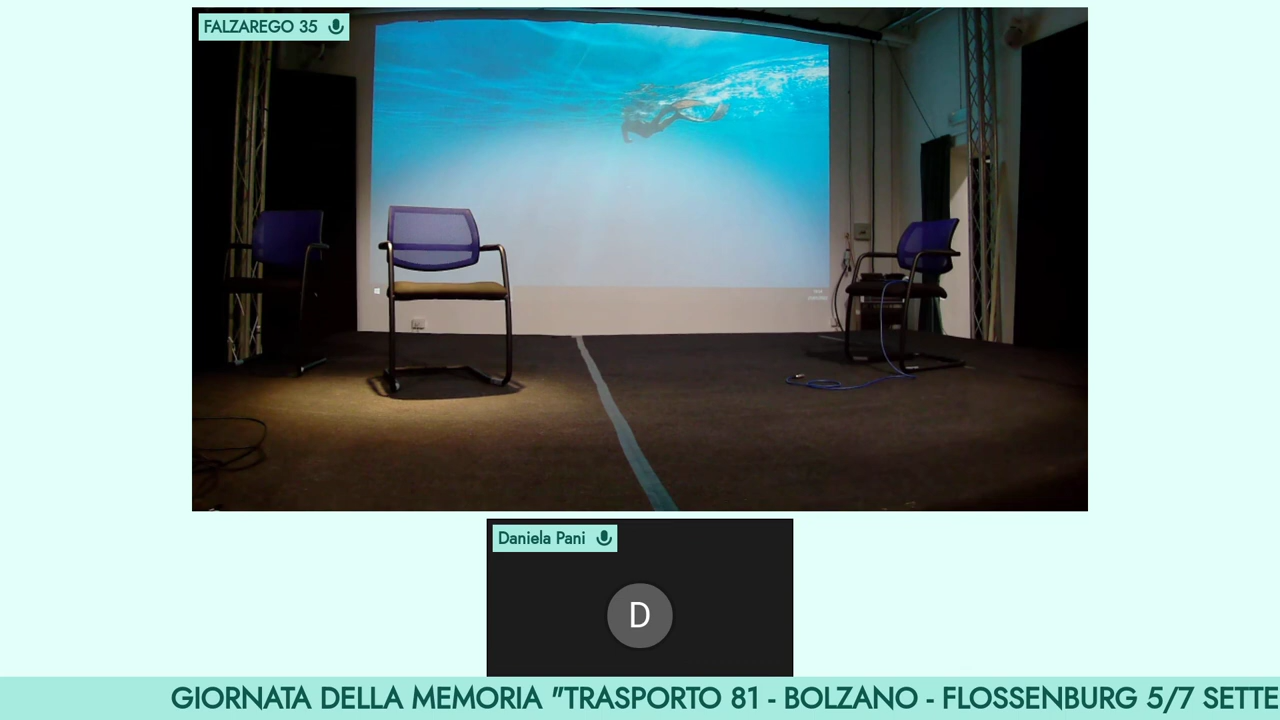 FALZAREGO 35
Daniela Pani
D
GIORNATA DELLA MEMORIA "TRASPORTO 81 - BOLZANO - FLOSSENBURG 5/7 SETTE